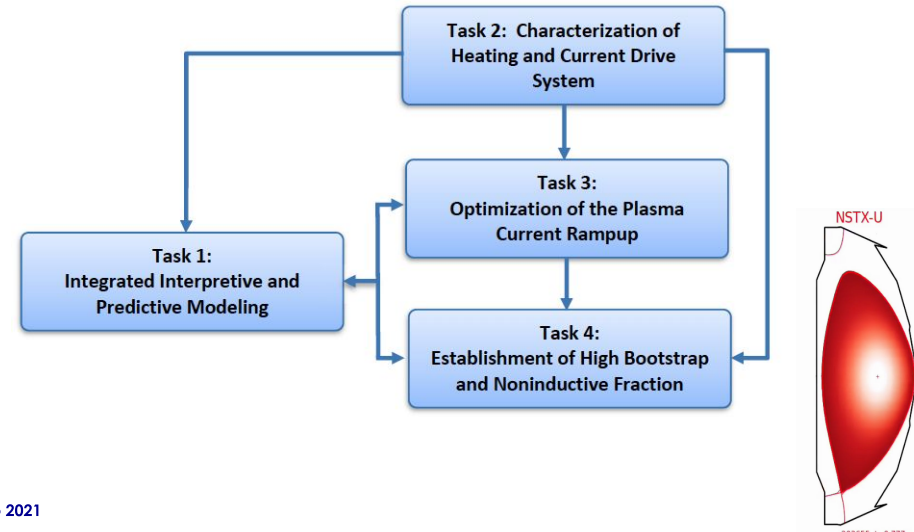 Task 2: Characterization of
Heating and Current Drive
System
Task 3:
Optimization of the Plasma
Current Rampup
NSTX-U
Task 1:
Integrated Interpretive and
Predictive Modeling
Task 4:
Establishment of High Bootstrap
and Noninductive Fraction
2021